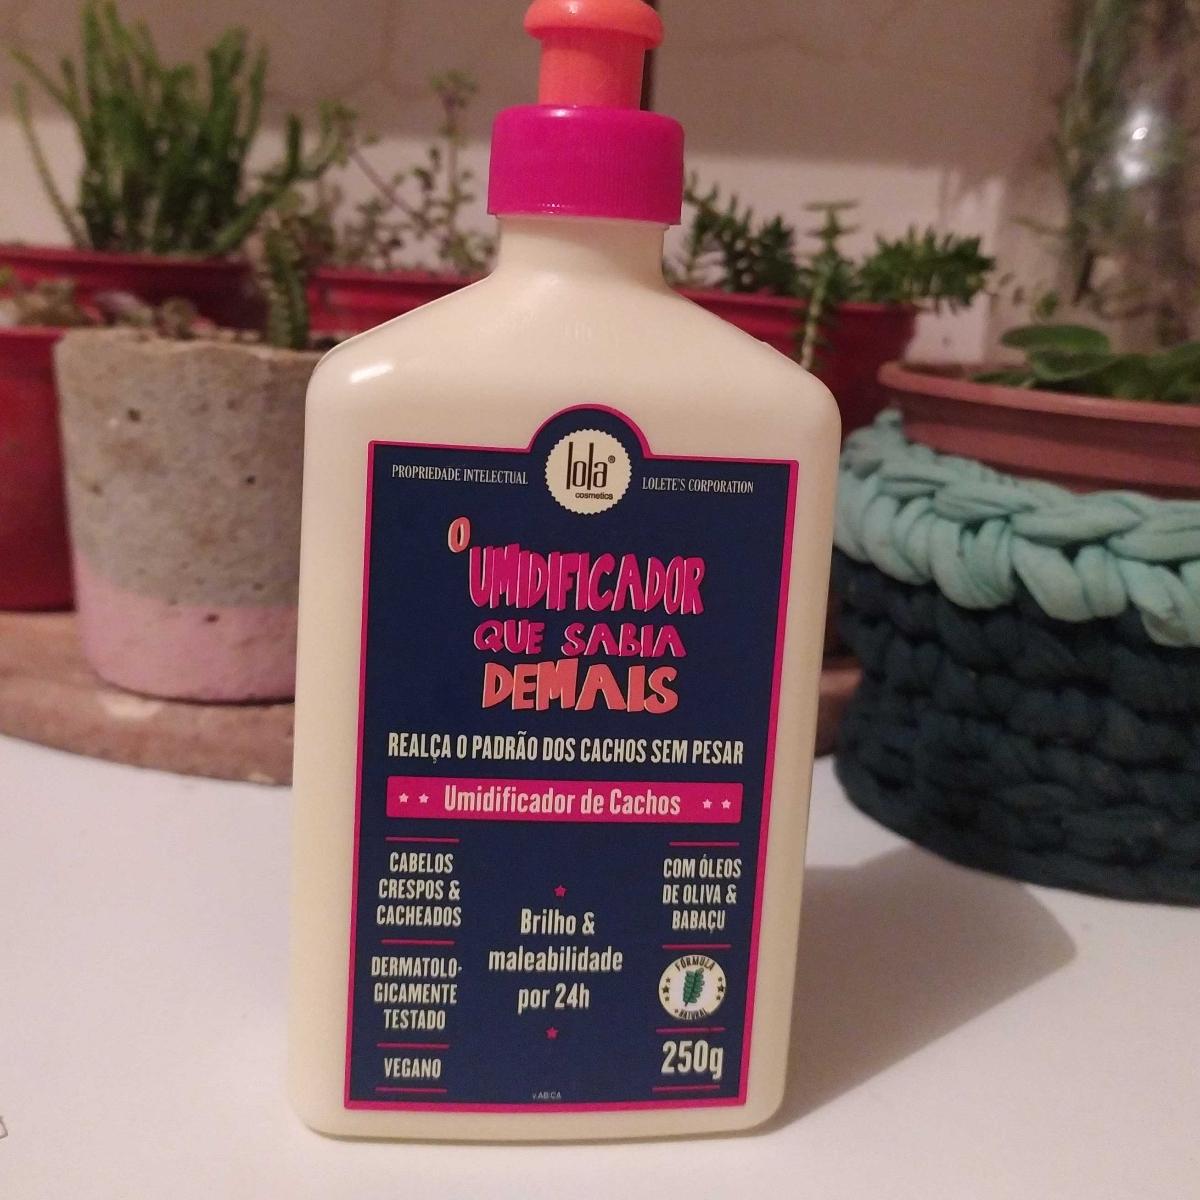 PROPRIEDADE INTELECTUAL
lola®
cosmetics
LOLETE'S CORPORATION
O
UMIDIFICADOR
QUE SABIA
DEMAIS
REALÇA O PADRÃO DOS CACHOS SEM PESAR
Umidificador de Cachos
CABELOS
CRESPOS &
CACHEADOS
DERMATOLO-
GICAMENTE
TESTADO
VEGANO
Brilho &
maleabilidade
por 24h
COM ÓLEOS
DE OLIVA &
BABAÇU
FÓRMULA
+NATURAL
250g